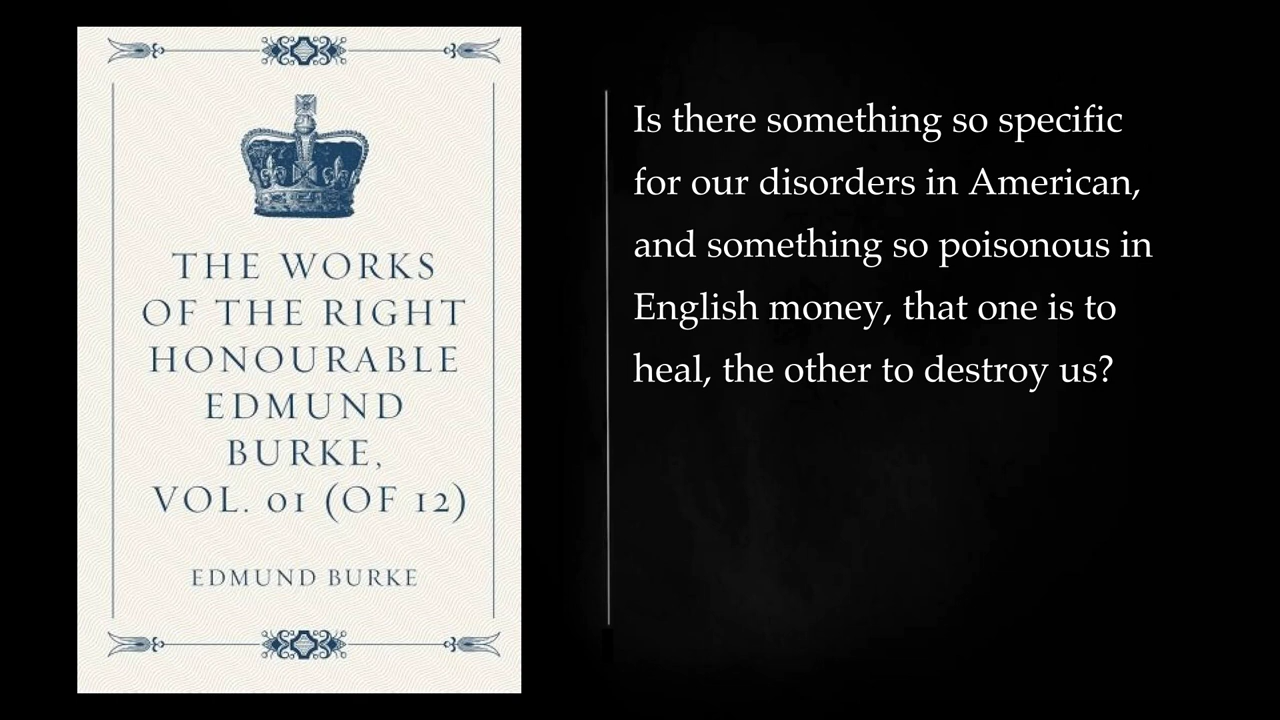 THE WORKS
OF THE RIGHT
HONOURABLE
EDMUND
BURKE,
VOL. 01 (OF 12)
EDMUND BURKE
Is there something so specific
for our disorders in American,
and something so poisonous in
English money, that one is to
heal, the other to destroy us?